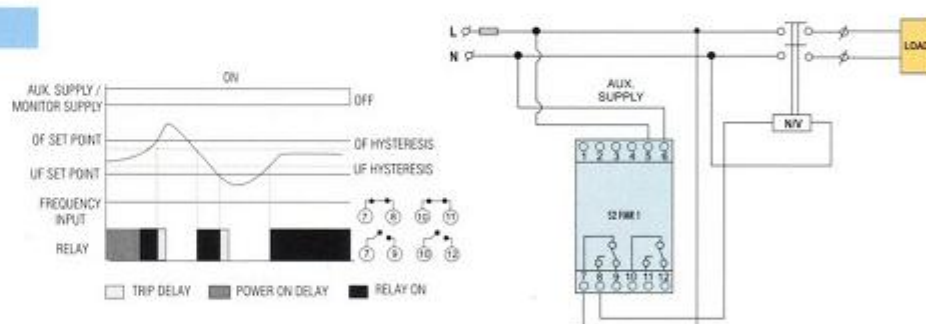 ON
AUX. SUPPLY /
MONITOR SUPPLY
OFF
OF SET POINT
OF HYSTERESIS
UF SET POINT
UF HYSTERESIS
FREQUENCY
INPUT
7 8 10 11
RELAY
7 9 10 12
TRIP DELAY POWER ON DELAY RELAY ON
L
N
LOAD
AUX.
SUPPLY
N/V
1 2 3 4 5 6
7 8 9 10 11 12